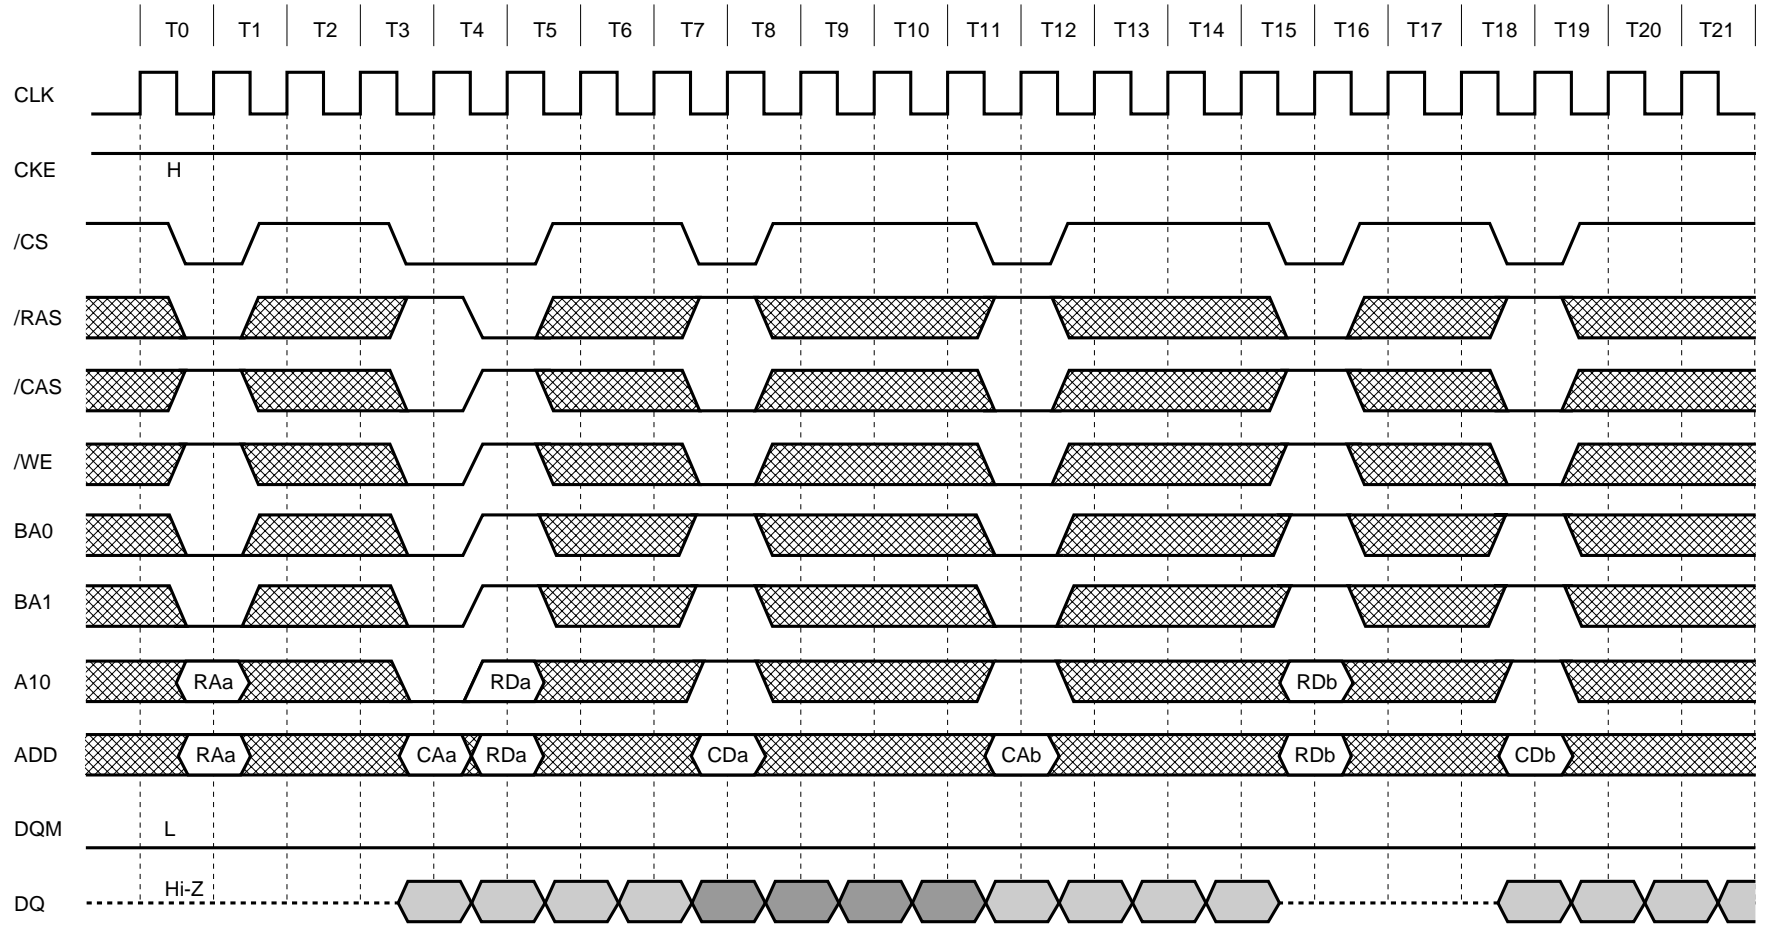 T0 T1 T2 T3 T4 T5 T6 T7 T8 T9 T10 T11 T12 T13 T14 T15 T16 T17 T18 T19 T20 T21
CLK
CKE H
/CS
/RAS
/CAS
/WE
BA0
BA1
A10 RAa RDa RDb
ADD RAa CAa RDa CDa CAb RDb CDb
DQM L
DQ Hi-Z